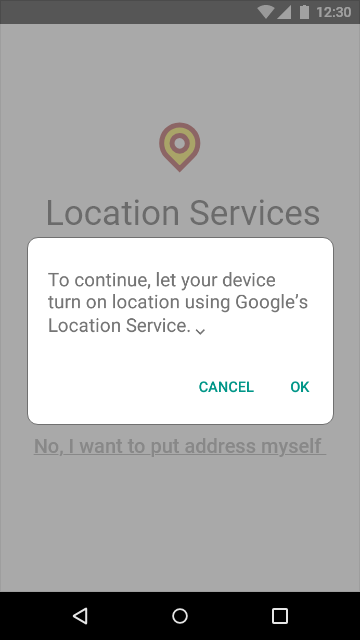 12:30
Location Services
To continue, let your device
turn on location using Google’s
Location Service.
CANCEL OK
No, I want to put address myself